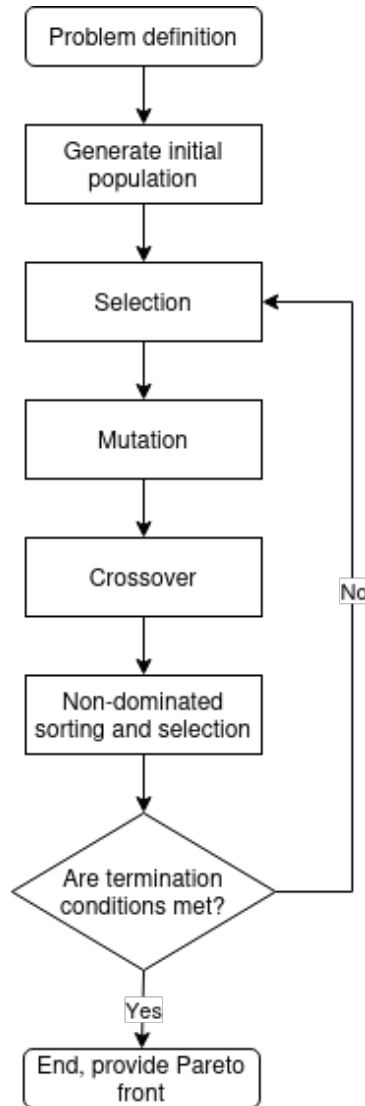 Problem definition
Generate initial
population
Selection
Mutation
Crossover
No
Non-dominated
sorting and selection
Are termination
conditions met?
Yes
End, provide Pareto
front